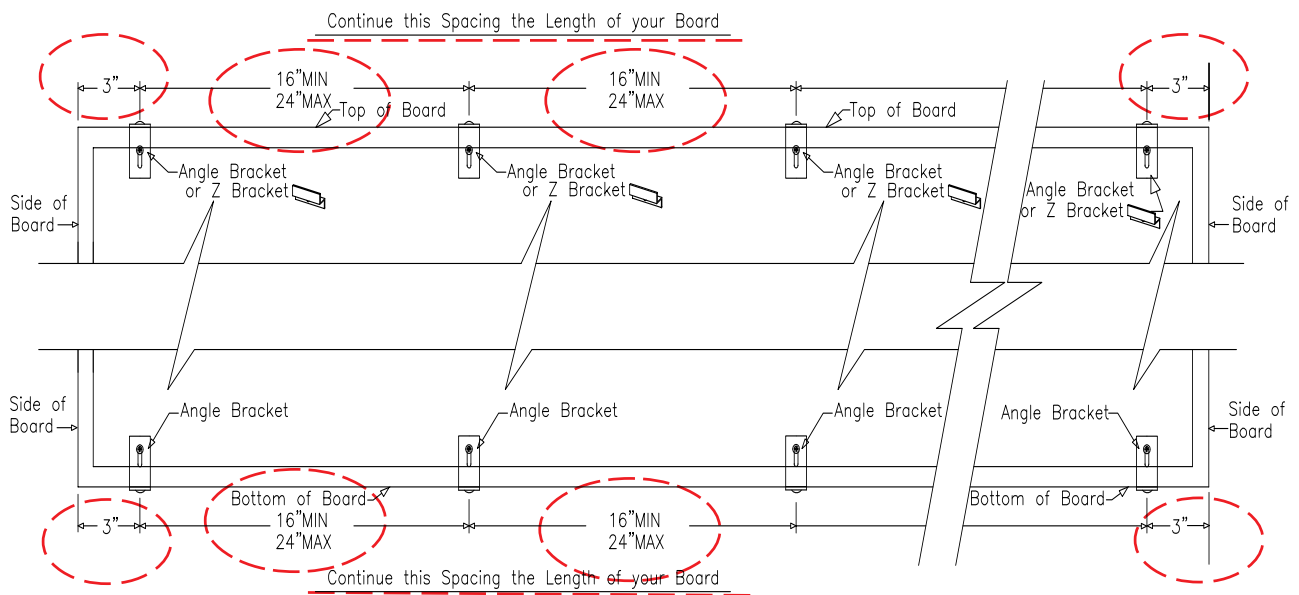 Continue this Spacing the Length of your Board
3" 16"MIN 16"MIN 3"
24"MAX 24"MAX
Top of Board Top of Board
Angle Bracket Angle Bracket Angle Bracket Angle Bracket
or Z Bracket or Z Bracket or Z Bracket or Z Bracket
Side of Side of
Board Board
Side of Side of
Board Board
Angle Bracket Angle Bracket Angle Bracket Angle Bracket
Bottom of Board Bottom of Board
3" 16"MIN 16"MIN 3"
24"MAX 24"MAX
Continue this Spacing the Length of your Board